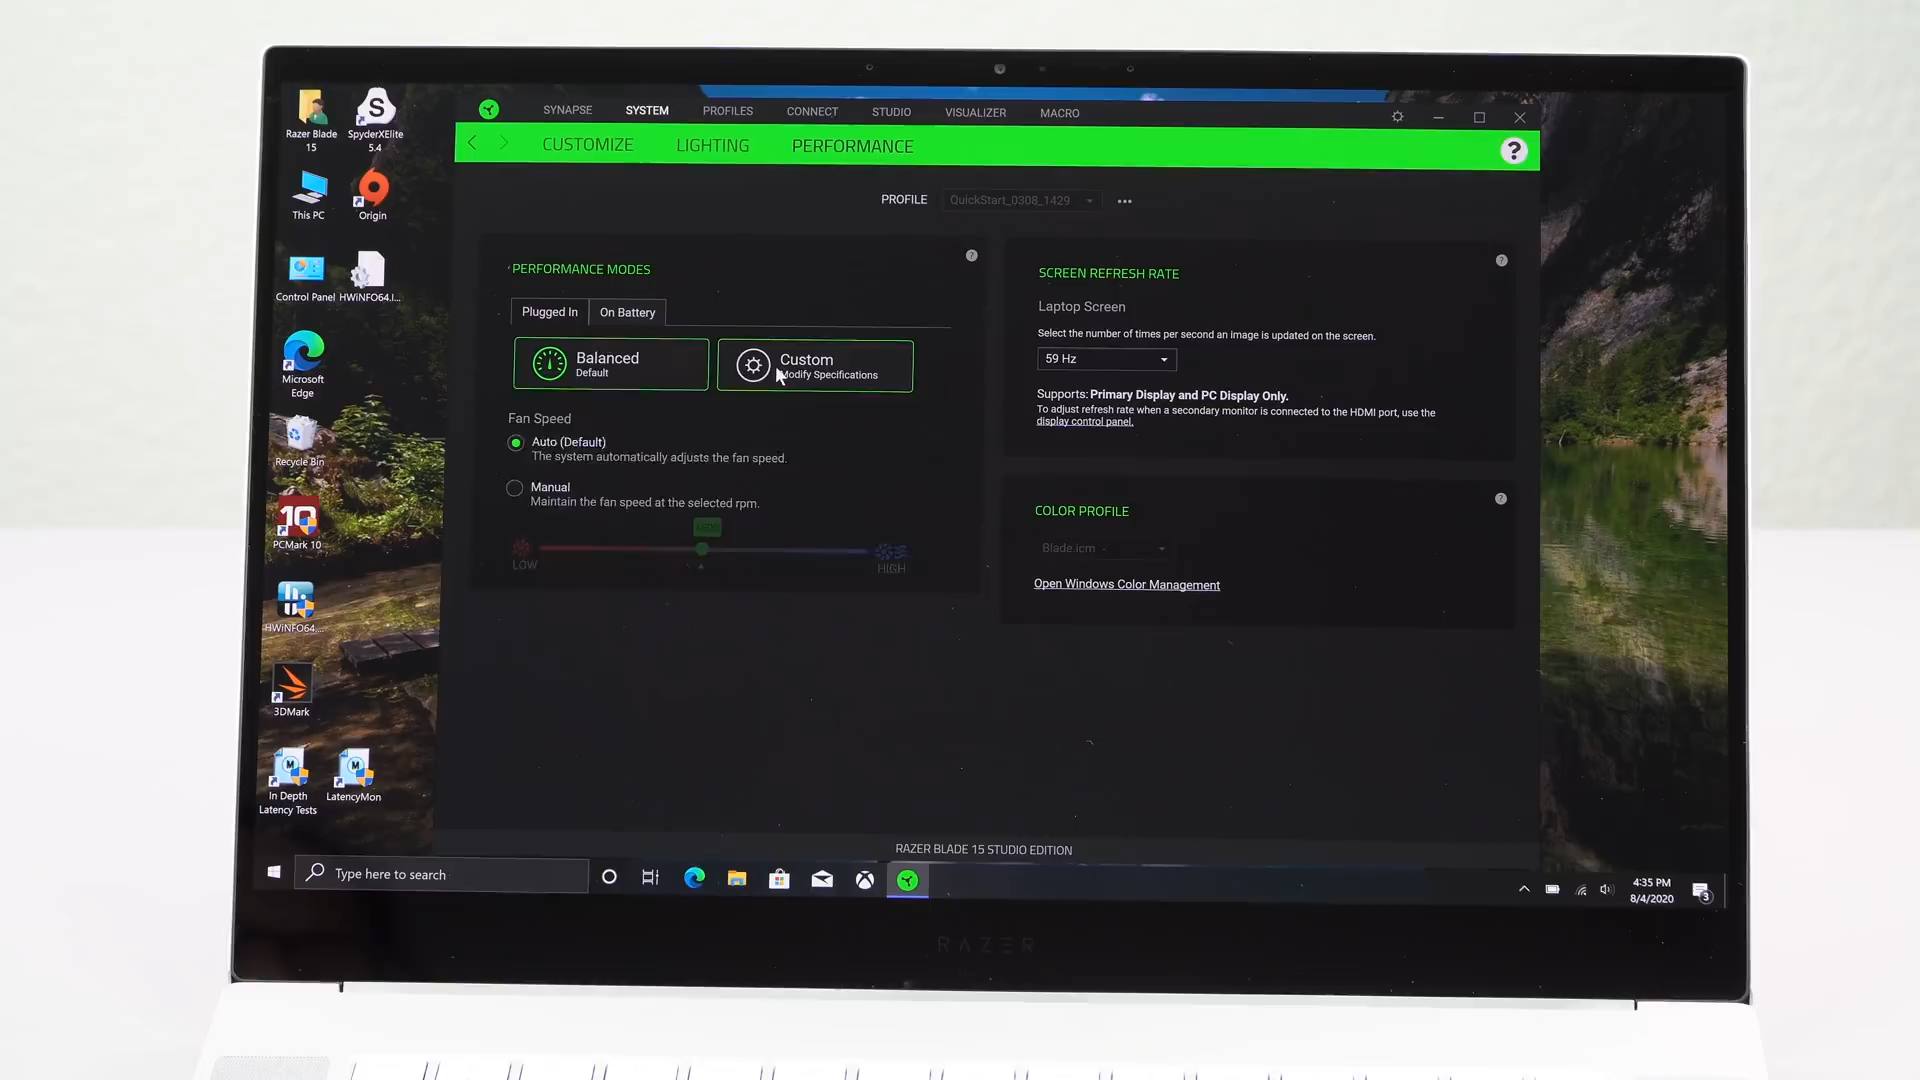 SYNAPSE SYSTEM PROFILES CONNECT STUDIO VISUALIZER MACRO
CUSTOMIZE LIGHTING PERFORMANCE
?
PROFILE QuickStart_0308_1429
PERFORMANCE MODES
Plugged In On Battery
Balanced
Default
Custom
Modify Specifications
Fan Speed
Auto (Default)
The system automatically adjusts the fan speed.
Manual
Maintain the fan speed at the selected rpm.
LOW HIGH
SCREEN REFRESH RATE
Laptop Screen
Select the number of times per second an image is updated on the screen.
59 Hz
Supports: Primary Display and PC Display Only.
To adjust refresh rate when a secondary monitor is connected to the HDMI port, use the
display control panel.
COLOR PROFILE
Blade.icm
Open Windows Color Management
RAZER BLADE 15 STUDIO EDITION
Razer Blade
15
S
SpyderXElite
5.4
This PC
Origin
Control Panel
HWiNFO64.I...
Microsoft
Edge
Recycle Bin
10
PCMark 10
HWiNFO64....
3DMark
M
In Depth
Latency Tests
M
LatencyMon
Type here to search
4:35 PM
8/4/2020
3
RAZER